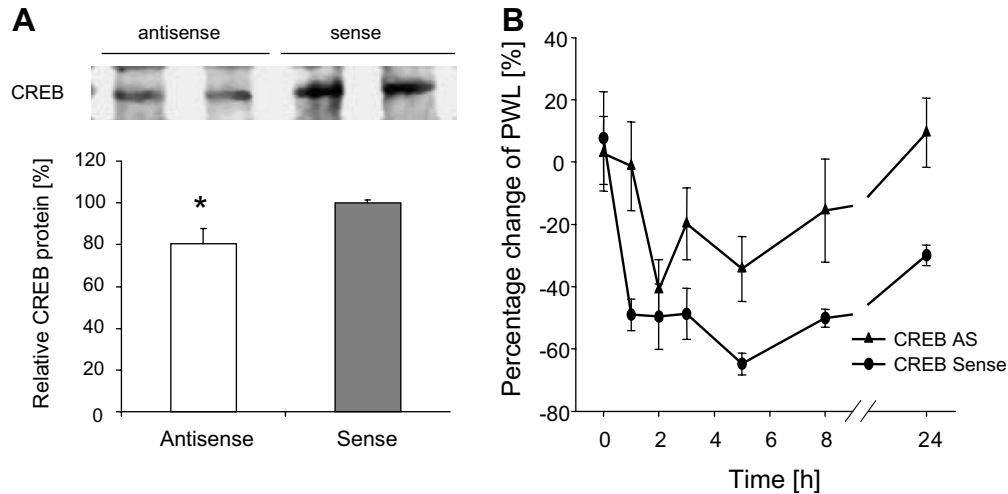 A
antisense
sense
CREB
Relative CREB protein [%]
120
100
80
60
40
20
0
*
Antisense
Sense
B
Percentage change of PWL [%]
40
20
0
-20
-40
-60
-80
CREB AS
CREB Sense
0
2
4
6
8
24
Time [h]